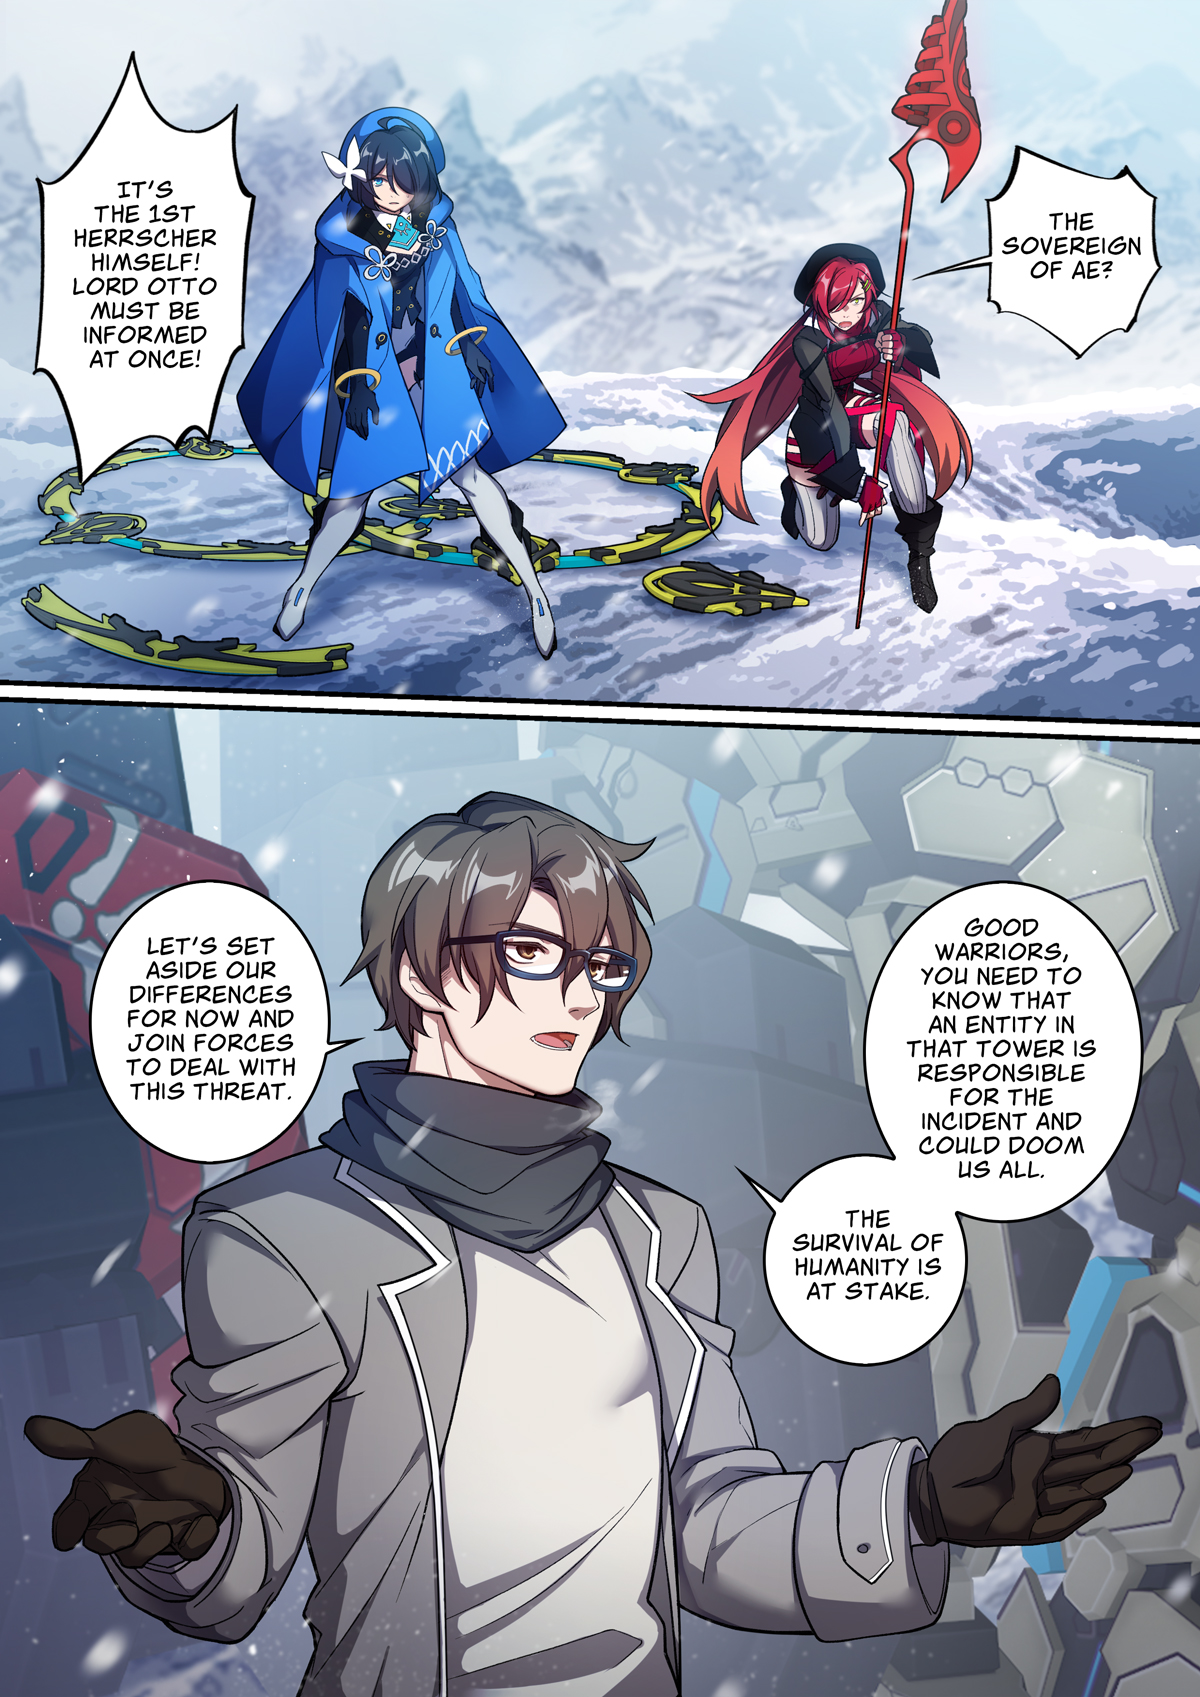 IT'S
THE 1ST
HERRSCHER
HIMSELF!
LORD OTTO
MUST BE
INFORMED
AT ONCE!
THE
SOVEREIGN
OF AE?
LET'S SET
ASIDE OUR
DIFFERENCES
FOR NOW AND
JOIN FORCES
TO DEAL WITH
THIS THREAT.
GOOD
WARRIORS,
YOU NEED TO
KNOW THAT
AN ENTITY IN
THAT TOWER IS
RESPONSIBLE
FOR THE
INCIDENT AND
COULD DOOM
US ALL.
THE
SURVIVAL OF
HUMANITY IS
AT STAKE.